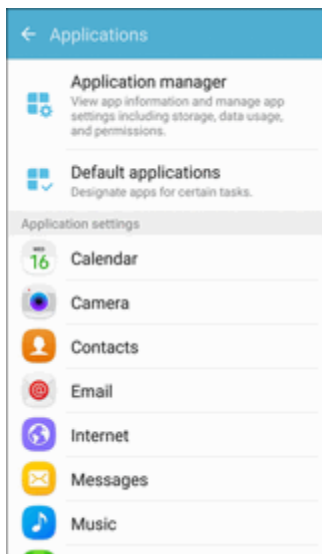 Applications
Application manager
View app information and manage app
settings including storage, data usage,
and permissions.
Default applications
Designate apps for certain tasks.
Application settings
WED
16
Calendar
Camera
Contacts
@
Email
Internet
Messages
Music